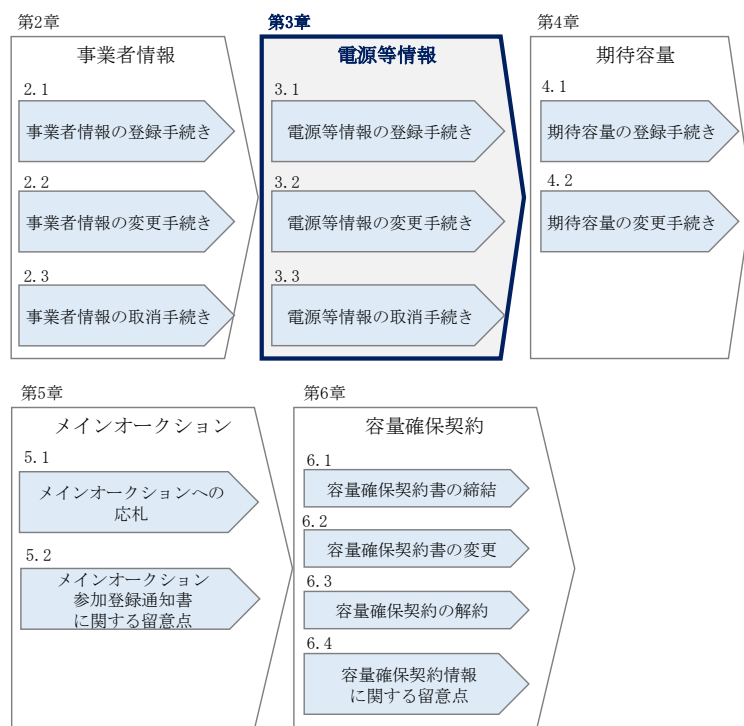 第2章
事業者情報
2.1
事業者情報の登録手続き
2.2
事業者情報の変更手続き
2.3
事業者情報の取消手続き
第3章
電源等情報
3.1
電源等情報の登録手続き
3.2
電源等情報の変更手続き
3.3
電源等情報の取消手続き
第4章
期待容量
4.1
期待容量の登録手続き
4.2
期待容量の変更手続き
第5章
メインオークション
5.1
メインオークションへの
応札
5.2
メインオークション
参加登録通知書
に関する留意点
第6章
容量確保契約
6.1
容量確保契約書の締結
6.2
容量確保契約書の変更
6.3
容量確保契約の解約
6.4
容量確保契約情報
に関する留意点